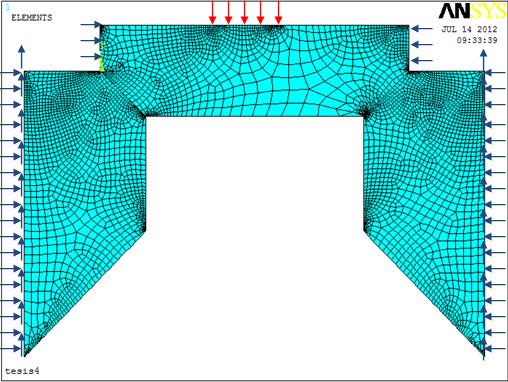 1
ELEMENTS
ANSYS
JUL 14 2012
09:33:39
tesis4